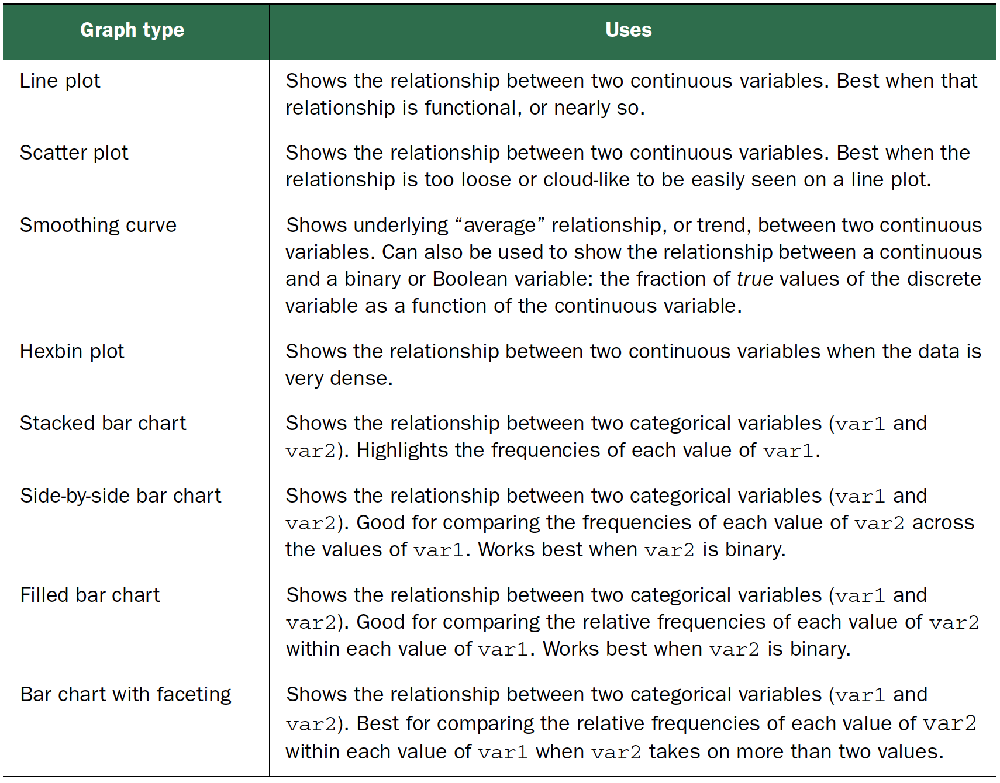 Graph type Uses
Line plot Shows the relationship between two continuous variables. Best when that
relationship is functional, or nearly so.
Scatter plot Shows the relationship between two continuous variables. Best when the
relationship is too loose or cloud-like to be easily seen on a line plot.
Smoothing curve Shows underlying “average” relationship, or trend, between two continuous
variables. Can also be used to show the relationship between a continuous
and a binary or Boolean variable: the fraction of true values of the discrete
variable as a function of the continuous variable.
Hexbin plot Shows the relationship between two continuous variables when the data is
very dense.
Stacked bar chart Shows the relationship between two categorical variables (var1 and
var2). Highlights the frequencies of each value of var1.
Side-by-side bar chart Shows the relationship between two categorical variables (var1 and
var2). Good for comparing the frequencies of each value of var2 across
the values of var1. Works best when var2 is binary.
Filled bar chart Shows the relationship between two categorical variables (var1 and
var2). Good for comparing the relative frequencies of each value of var2
within each value of var1. Works best when var2 is binary.
Bar chart with faceting Shows the relationship between two categorical variables (var1 and
var2). Best for comparing the relative frequencies of each value of var2
within each value of var1 when var2 takes on more than two values.